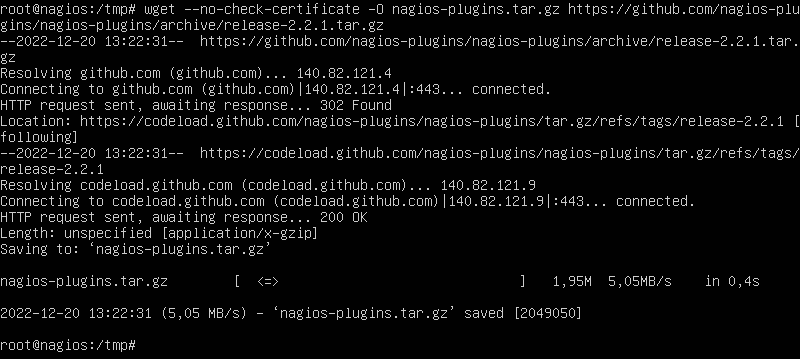 root@nagios:/tmp# wget --no-check-certificate -O nagios-plugins.tar.gz https://github.com/nagios-plu
gins/nagios-plugins/archive/release-2.2.1.tar.gz
--2022-12-20 13:22:31--  https://github.com/nagios-plugins/nagios-plugins/archive/release-2.2.1.tar.
gz
Resolving github.com (github.com)... 140.82.121.4
Connecting to github.com (github.com)|140.82.121.4|:443... connected.
HTTP request sent, awaiting response... 302 Found
Location: https://codeload.github.com/nagios-plugins/nagios-plugins/tar.gz/refs/tags/release-2.2.1 [
following]
--2022-12-20 13:22:31--  https://codeload.github.com/nagios-plugins/nagios-plugins/tar.gz/refs/tags/
release-2.2.1
Resolving codeload.github.com (codeload.github.com)... 140.82.121.9
Connecting to codeload.github.com (codeload.github.com)|140.82.121.9|:443... connected.
HTTP request sent, awaiting response... 200 OK
Length: unspecified [application/x-gzip]
Saving to: ‘nagios-plugins.tar.gz’
nagios-plugins.tar.gz        [  <=>                              ]   1,95M  5,05MB/s    in 0,4s
2022-12-20 13:22:31 (5,05 MB/s) - ‘nagios-plugins.tar.gz’ saved [2049050]
root@nagios:/tmp#